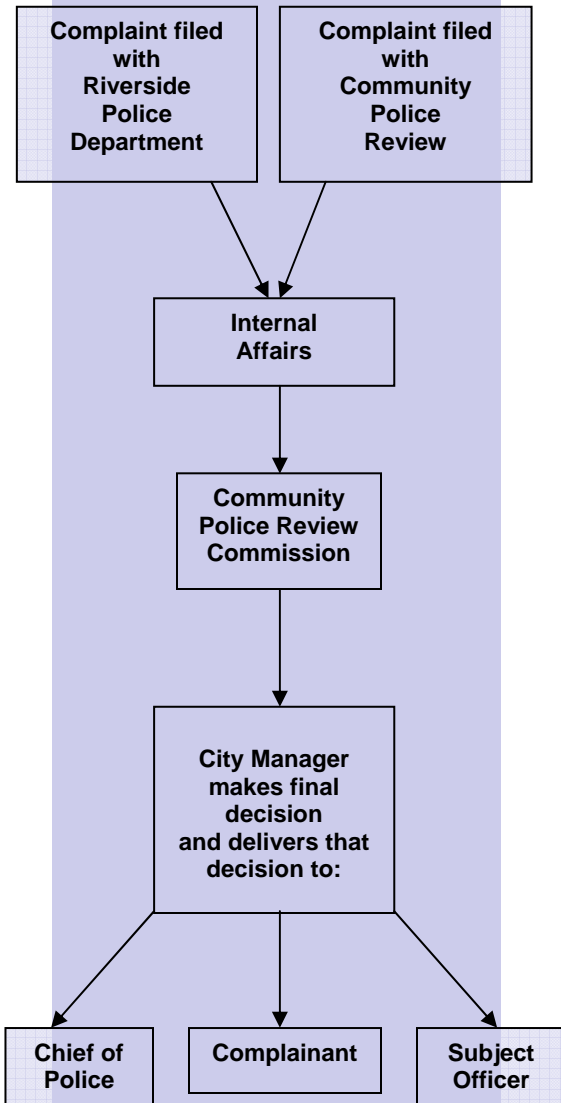 Complaint filed
with
Riverside
Police
Department
Complaint filed
with
Community
Police
Review
Internal
Affairs
Community
Police Review
Commission
City Manager
makes final
decision
and delivers that
decision to:
Chief of
Police
Complainant
Subject
Officer